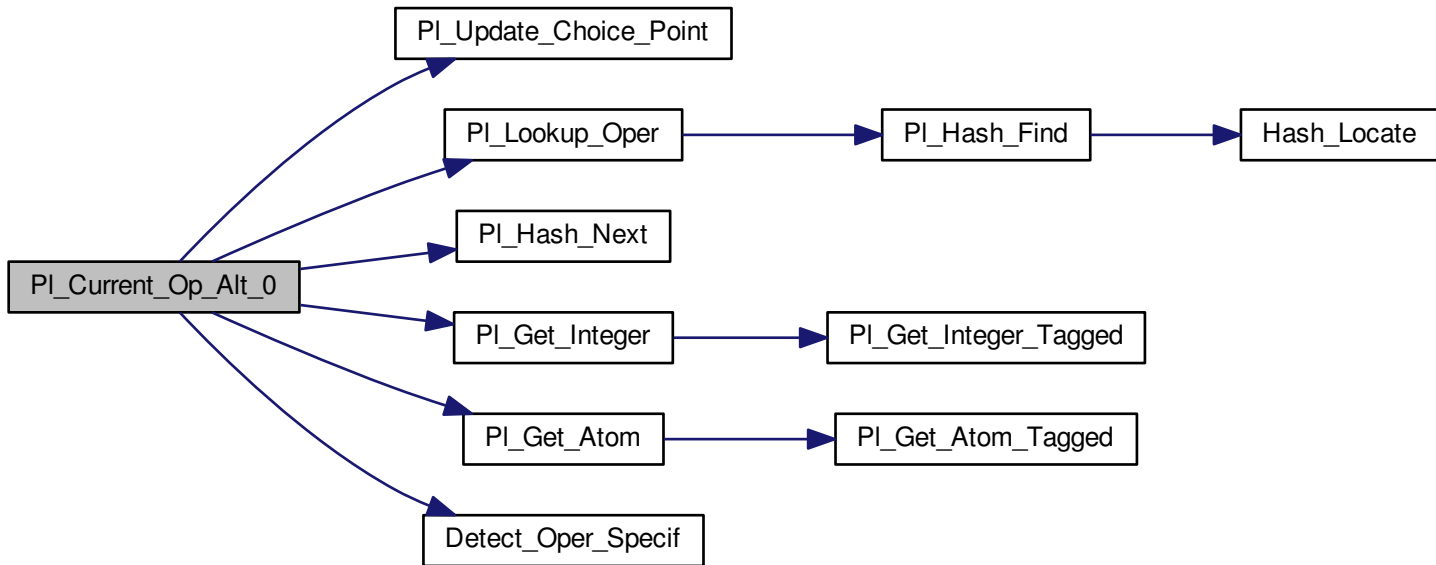 Pl_Update_Choice_Point
Pl_Lookup_Oper
Pl_Hash_Find
Hash_Locate
Pl_Hash_Next
Pl_Current_Op_Alt_0
Pl_Get_Integer
Pl_Get_Integer_Tagged
Pl_Get_Atom
Pl_Get_Atom_Tagged
Detect_Oper_Specif